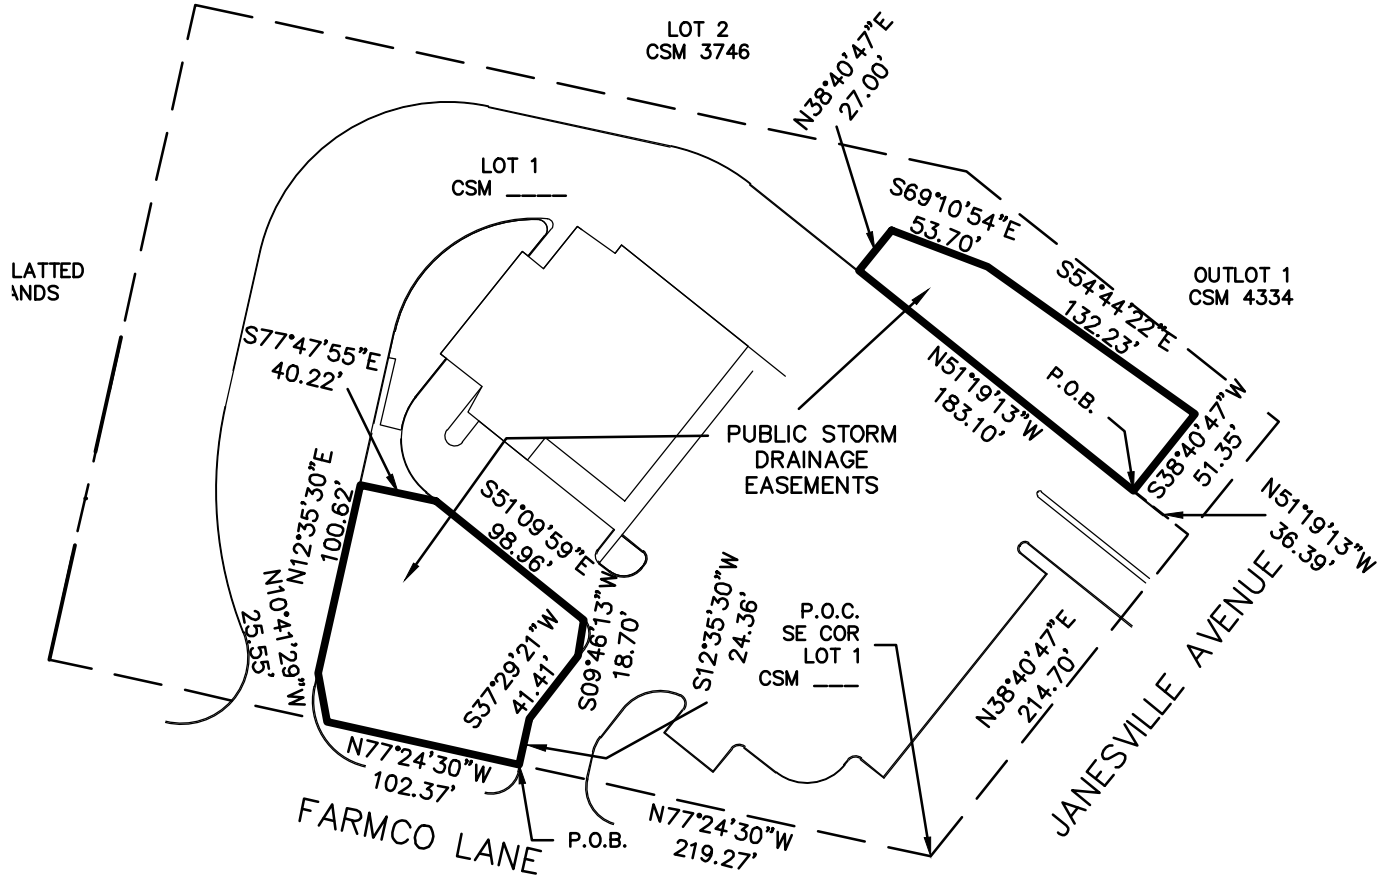 LOT 2
CSM 3746
N38°40'47"E
27.00'
LOT 1
CSM ____
S69°10'54"E
53.70'
S54°44'22"E
132.23'
OUTLOT 1
CSM 4334
LATTED
ANDS
S77°47'55"E
40.22'
N51°19'13"W
183.10'
P.O.B.
S38°40'47"W
51.35'
PUBLIC STORM
DRAINAGE
EASEMENTS
N12°35'30"E
100.62'
S51°09'59"E
98.96'
N51°19'13"W
36.39'
N10°41'29"W
25.55'
S37°29'21"W
41.41'
S09°46'13"W
18.70'
S12°35'30"W
24.36'
P.O.C.
SE COR
LOT 1
CSM ___
N38°40'47"E
214.70'
JANESVILLE AVENUE
N77°24'30"W
102.37'
FARMCO LANE
P.O.B.
N77°24'30"W
219.27'